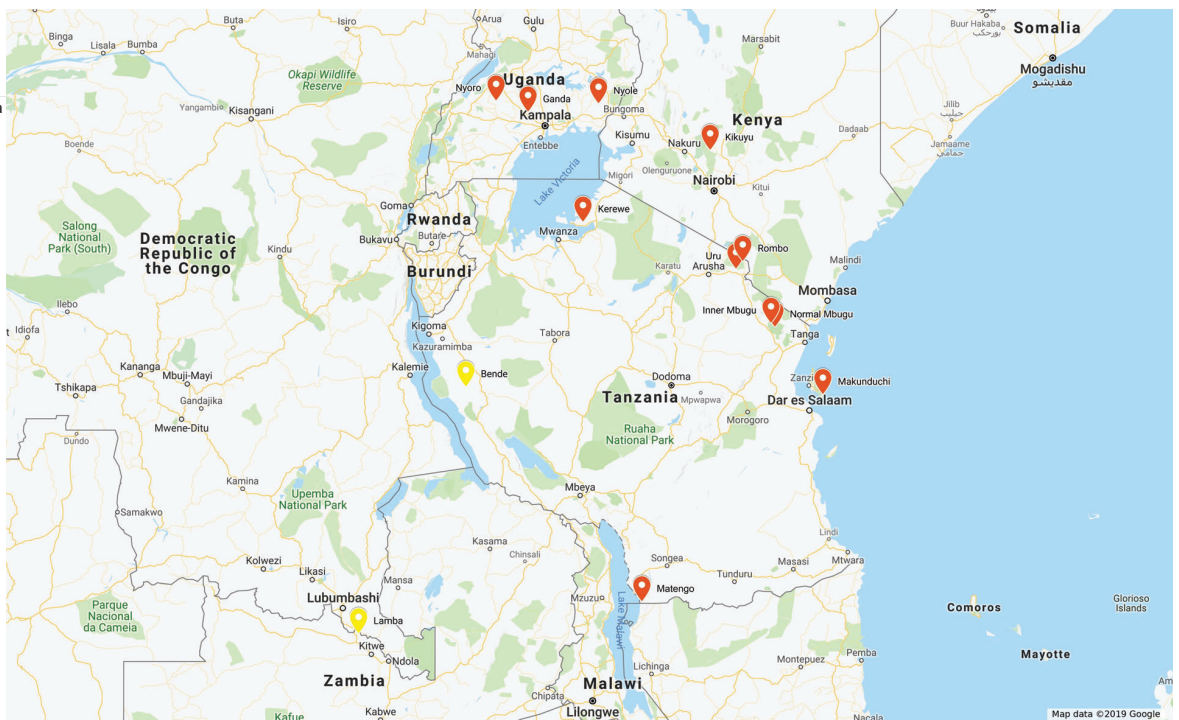 Buta
Isiro
Arua
Gulu
Buur Hakaba
بورحكب
Somalia
Binga
Lisala
Bumba
Mahagi
Marsabit
Mogadishu
مقديشو
Okapi Wildlife
Reserve
Uganda
Nyoro
Ganda
Nyole
Bungoma
Yangambi
Kisangani
Kampala
Entebbe
Kisumu
Nakuru
Kikuyu
Kenya
Dadaab
Jilib
جيليب
Jamaame
جمامي
Boende
Lake Victoria
Migori
Olenguruone
Nairobi
Kitui
Goma
Rwanda
Butare
Kerewe
Mwanza
Salong
National
Park (South)
Democratic
Republic of
the Congo
Kindu
Bukavu
Burundi
Karatu
Uru
Arusha
Rombo
Malindi
Mombasa
Ilebo
t Idiofa
Kigoma
Kazuramimba
Tabora
Inner Mbugu
Normal Mbugu
Tanga
Kananga
Mbuji-Mayi
Tshikapa
Gandajika
Mwene-Ditu
Kalemie
Bende
Dodoma
Tanzania
Mpwapwa
Zanzi
Makunduchi
Dar es Salaam
Morogoro
Ruaha
National Park
Dundo
Kamina
Upemba
National Park
Samakwo
Mbeya
Kasama
Chinsali
Lindi
Mtwara
Kolwezi
Likasi
Mansa
Songea
Tunduru
Masasi
Lubumbashi
Mzuzu
Matengo
Lake Malawi
Parque
Nacional
da Cameia
Lamba
Kitwe
Ndola
Comoros
Glorioso
Islands
Lichinga
Montepuez
Pemba
Mayotte
Zambia
Malawi
Chipata
Lilongwe
Kafue
Kabwe
Nacala
Am
Map data ©2019 Google